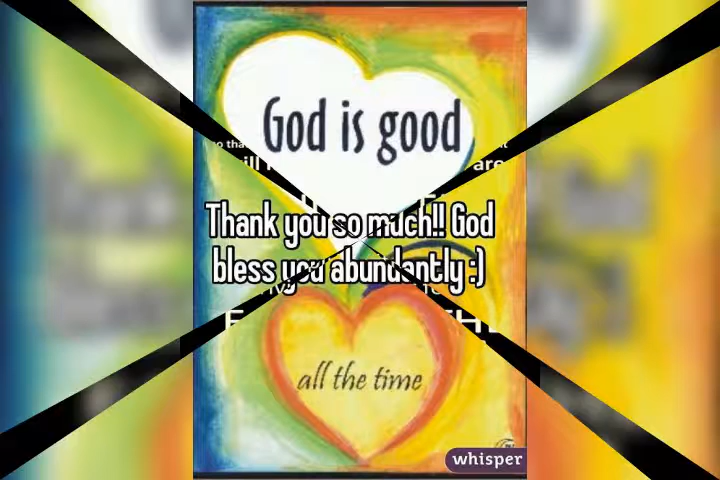 God is good
Thank you so much!! God
bless you abundantly :)
all the time
whisper